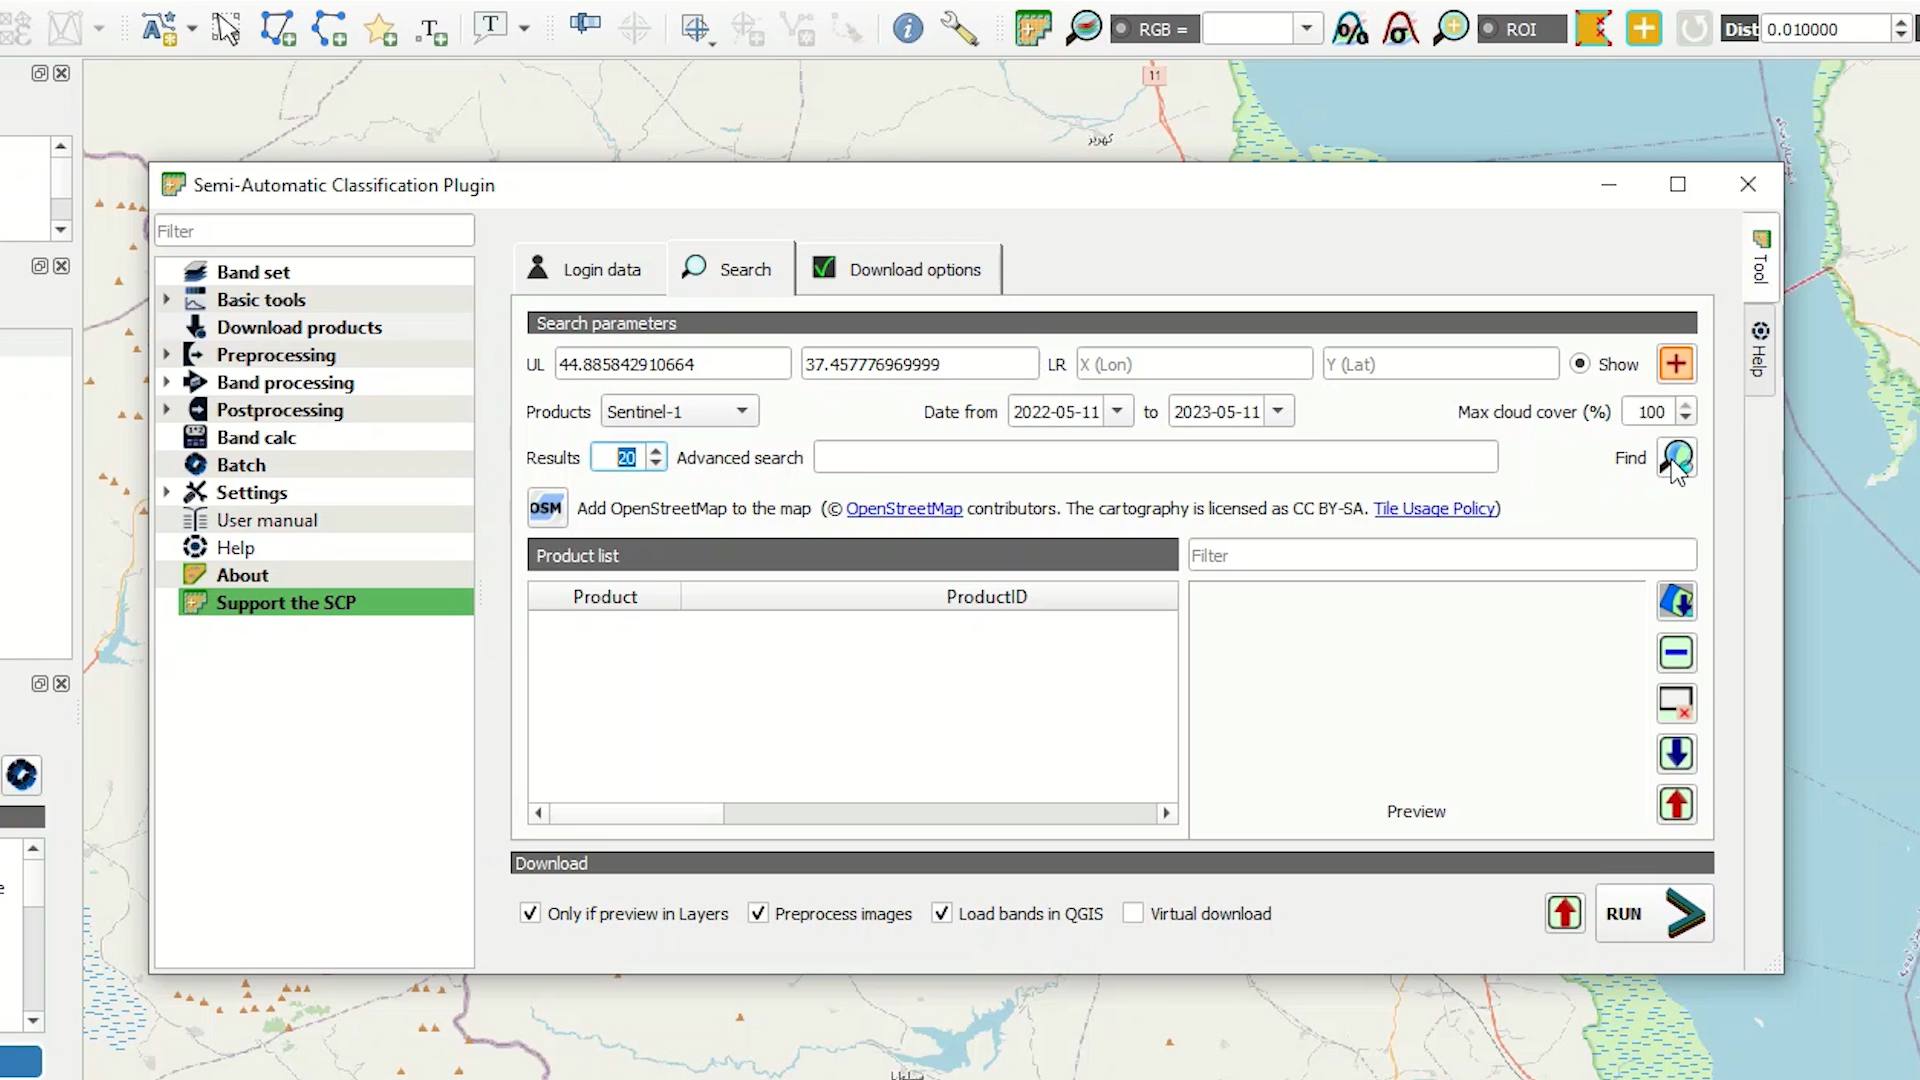 RGB =
ROI
Dist 0.010000
11
كهریز
Semi-Automatic Classification Plugin
Filter
Band set
Basic tools
Download products
Preprocessing
Band processing
Postprocessing
Band calc
Batch
Settings
User manual
Help
About
Support the SCP
Login data
Search
Download options
Tool
Help
Search parameters
UL 44.885842910664 37.457776969999 LR X (Lon) Y (Lat) Show
Products Sentinel-1 Date from 2022-05-11 to 2023-05-11 Max cloud cover (%) 100
Results 20 Advanced search Find
OSM Add OpenStreetMap to the map (© OpenStreetMap contributors. The cartography is licensed as CC BY-SA. Tile Usage Policy)
Product list
Filter
Product ProductID
Preview
Download
Only if preview in Layers Preprocess images Load bands in QGIS Virtual download
RUN
e